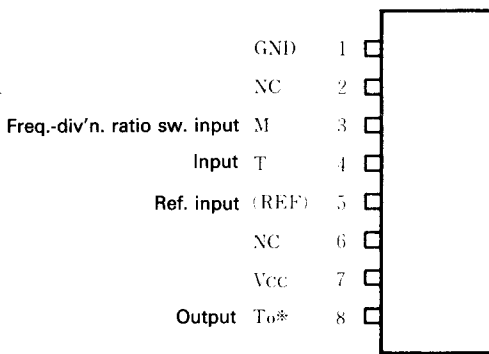 GND 1
NC 2
Freq.-div'n. ratio sw. input M 3
Input T 4
Ref. input (REF) 5
NC 6
Vcc 7
Output To※ 8